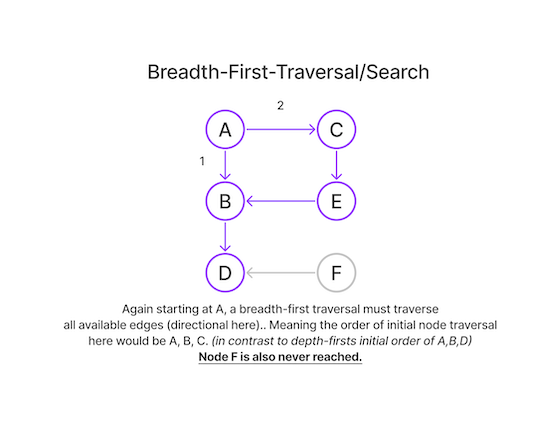 Breadth-First-Traversal/Search
2
A
C
1
B
E
D
F
Again starting at A, a breadth-first traversal must traverse
all available edges (directional here).. Meaning the order of initial node traversal
here would be A, B, C. (in contrast to depth-firsts initial order of A,B,D)
Node F is also never reached.